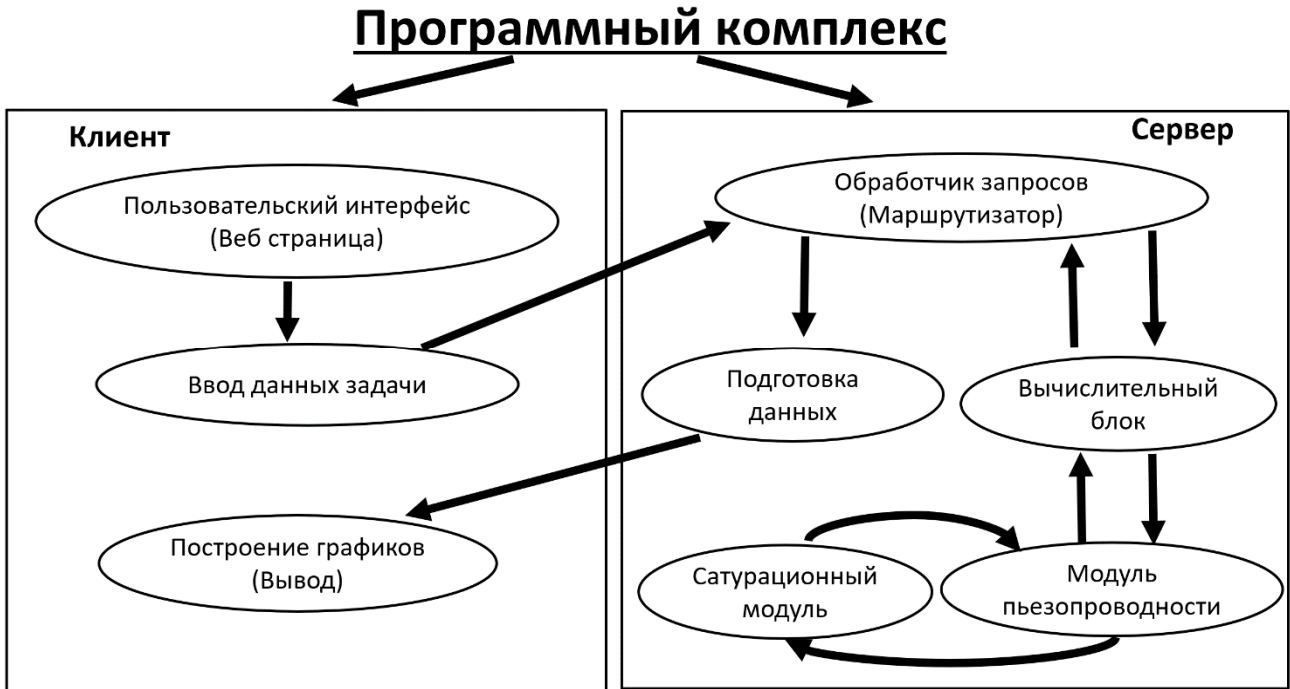 Программный комплекс
Клиент
Пользовательский интерфейс
(Веб страница)
Ввод данных задачи
Построение графиков
(Вывод)
Сервер
Обработчик запросов
(Маршрутизатор)
Подготовка
данных
Вычислительный
блок
Сатурационный
модуль
Модуль
пьезопроводности